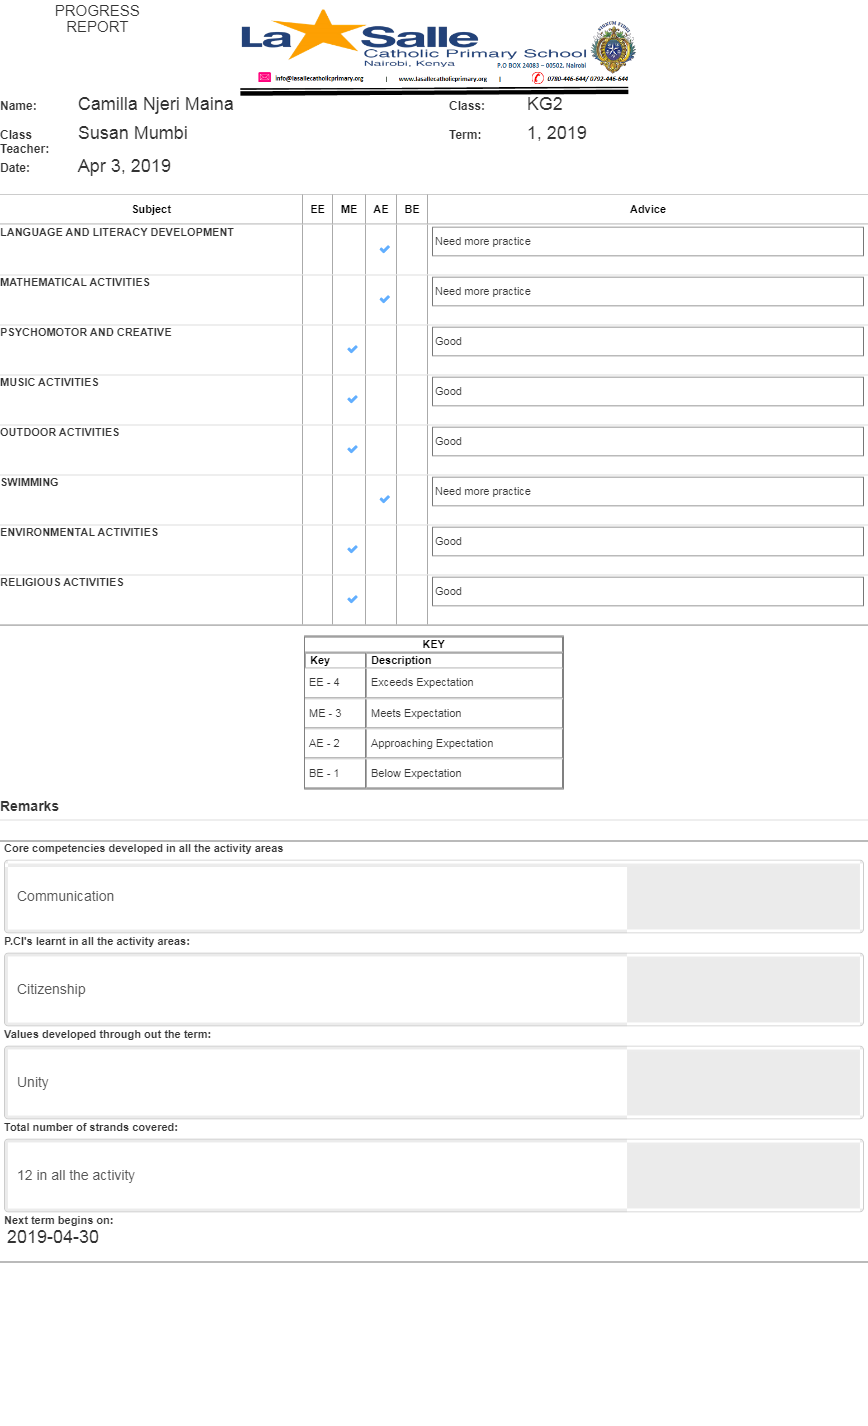 PROGRESS
REPORT
La Salle
Catholic Primary School
Nairobi, Kenya
P.O BOX 24083 – 00502, Nairobi
info@lasallecatholicprimary.org | www.lasallecatholicprimary.org | 0780-446-644/ 0792-446-644
Name: Camilla Njeri Maina Class: KG2
Class Teacher: Susan Mumbi Term: 1, 2019
Date: Apr 3, 2019
Subject EE ME AE BE Advice
LANGUAGE AND LITERACY DEVELOPMENT ✔ Need more practice
MATHEMATICAL ACTIVITIES ✔ Need more practice
PSYCHOMOTOR AND CREATIVE ✔ Good
MUSIC ACTIVITIES ✔ Good
OUTDOOR ACTIVITIES ✔ Good
SWIMMING ✔ Need more practice
ENVIRONMENTAL ACTIVITIES ✔ Good
RELIGIOUS ACTIVITIES ✔ Good
KEY
Key Description
EE - 4 Exceeds Expectation
ME - 3 Meets Expectation
AE - 2 Approaching Expectation
BE - 1 Below Expectation
Remarks
Core competencies developed in all the activity areas
Communication
P.CI's learnt in all the activity areas:
Citizenship
Values developed through out the term:
Unity
Total number of strands covered:
12 in all the activity
Next term begins on:
2019-04-30